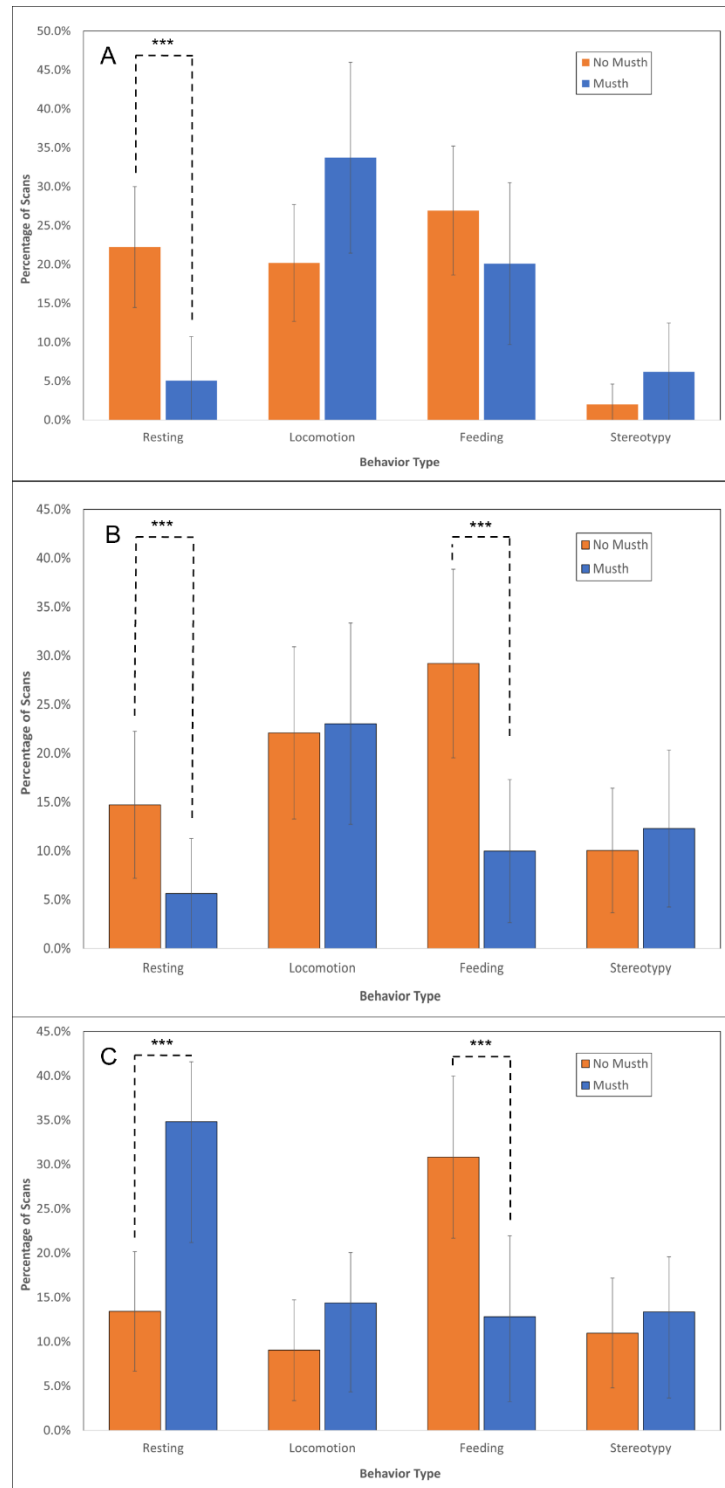 A
***
No Musth
Musth
50.0%
45.0%
40.0%
35.0%
30.0%
25.0%
20.0%
15.0%
10.0%
5.0%
0.0%
Percentage of Scans
Resting Locomotion Feeding Stereotypy
Behavior Type
B
*** ***
No Musth
Musth
45.0%
40.0%
35.0%
30.0%
25.0%
20.0%
15.0%
10.0%
5.0%
0.0%
Percentage of Scans
Resting Locomotion Feeding Stereotypy
Behavior Type
C
*** ***
No Musth
Musth
45.0%
40.0%
35.0%
30.0%
25.0%
20.0%
15.0%
10.0%
5.0%
0.0%
Percentage of Scans
Resting Locomotion Feeding Stereotypy
Behavior Type